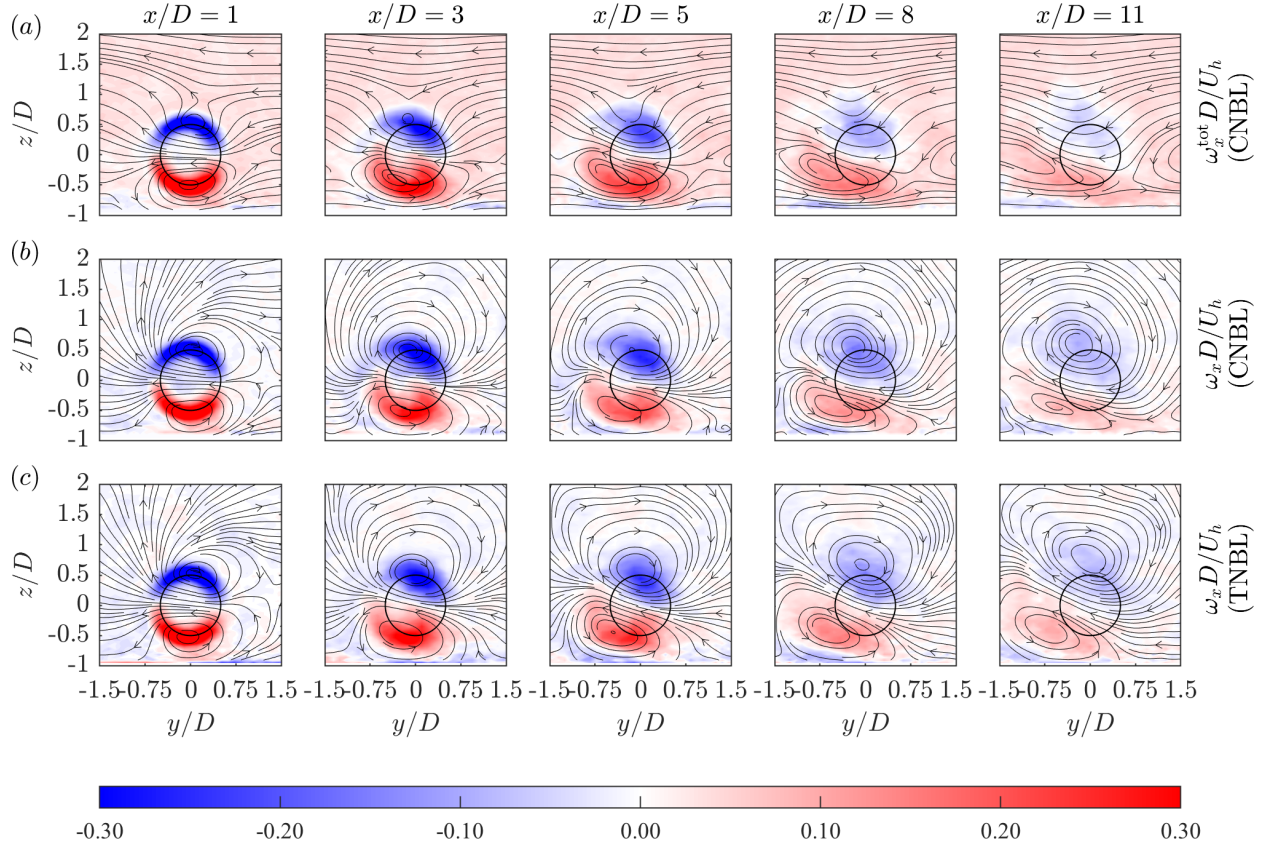 x/D = 1 x/D = 3 x/D = 5 x/D = 8 x/D = 11
(a)
2
1.5
1
0.5
0
-0.5
-1
z/D
ω_x^tot D/U_h
(CNBL)
(b)
2
1.5
1
0.5
0
-0.5
-1
z/D
ω_x D/U_h
(CNBL)
(c)
2
1.5
1
0.5
0
-0.5
-1
z/D
ω_x D/U_h
(TNBL)
-1.5 -0.75 0 0.75 1.5 -1.5 -0.75 0 0.75 1.5 -1.5 -0.75 0 0.75 1.5 -1.5 -0.75 0 0.75 1.5 -1.5 -0.75 0 0.75 1.5
y/D y/D y/D y/D y/D
-0.30 -0.20 -0.10 0.00 0.10 0.20 0.30